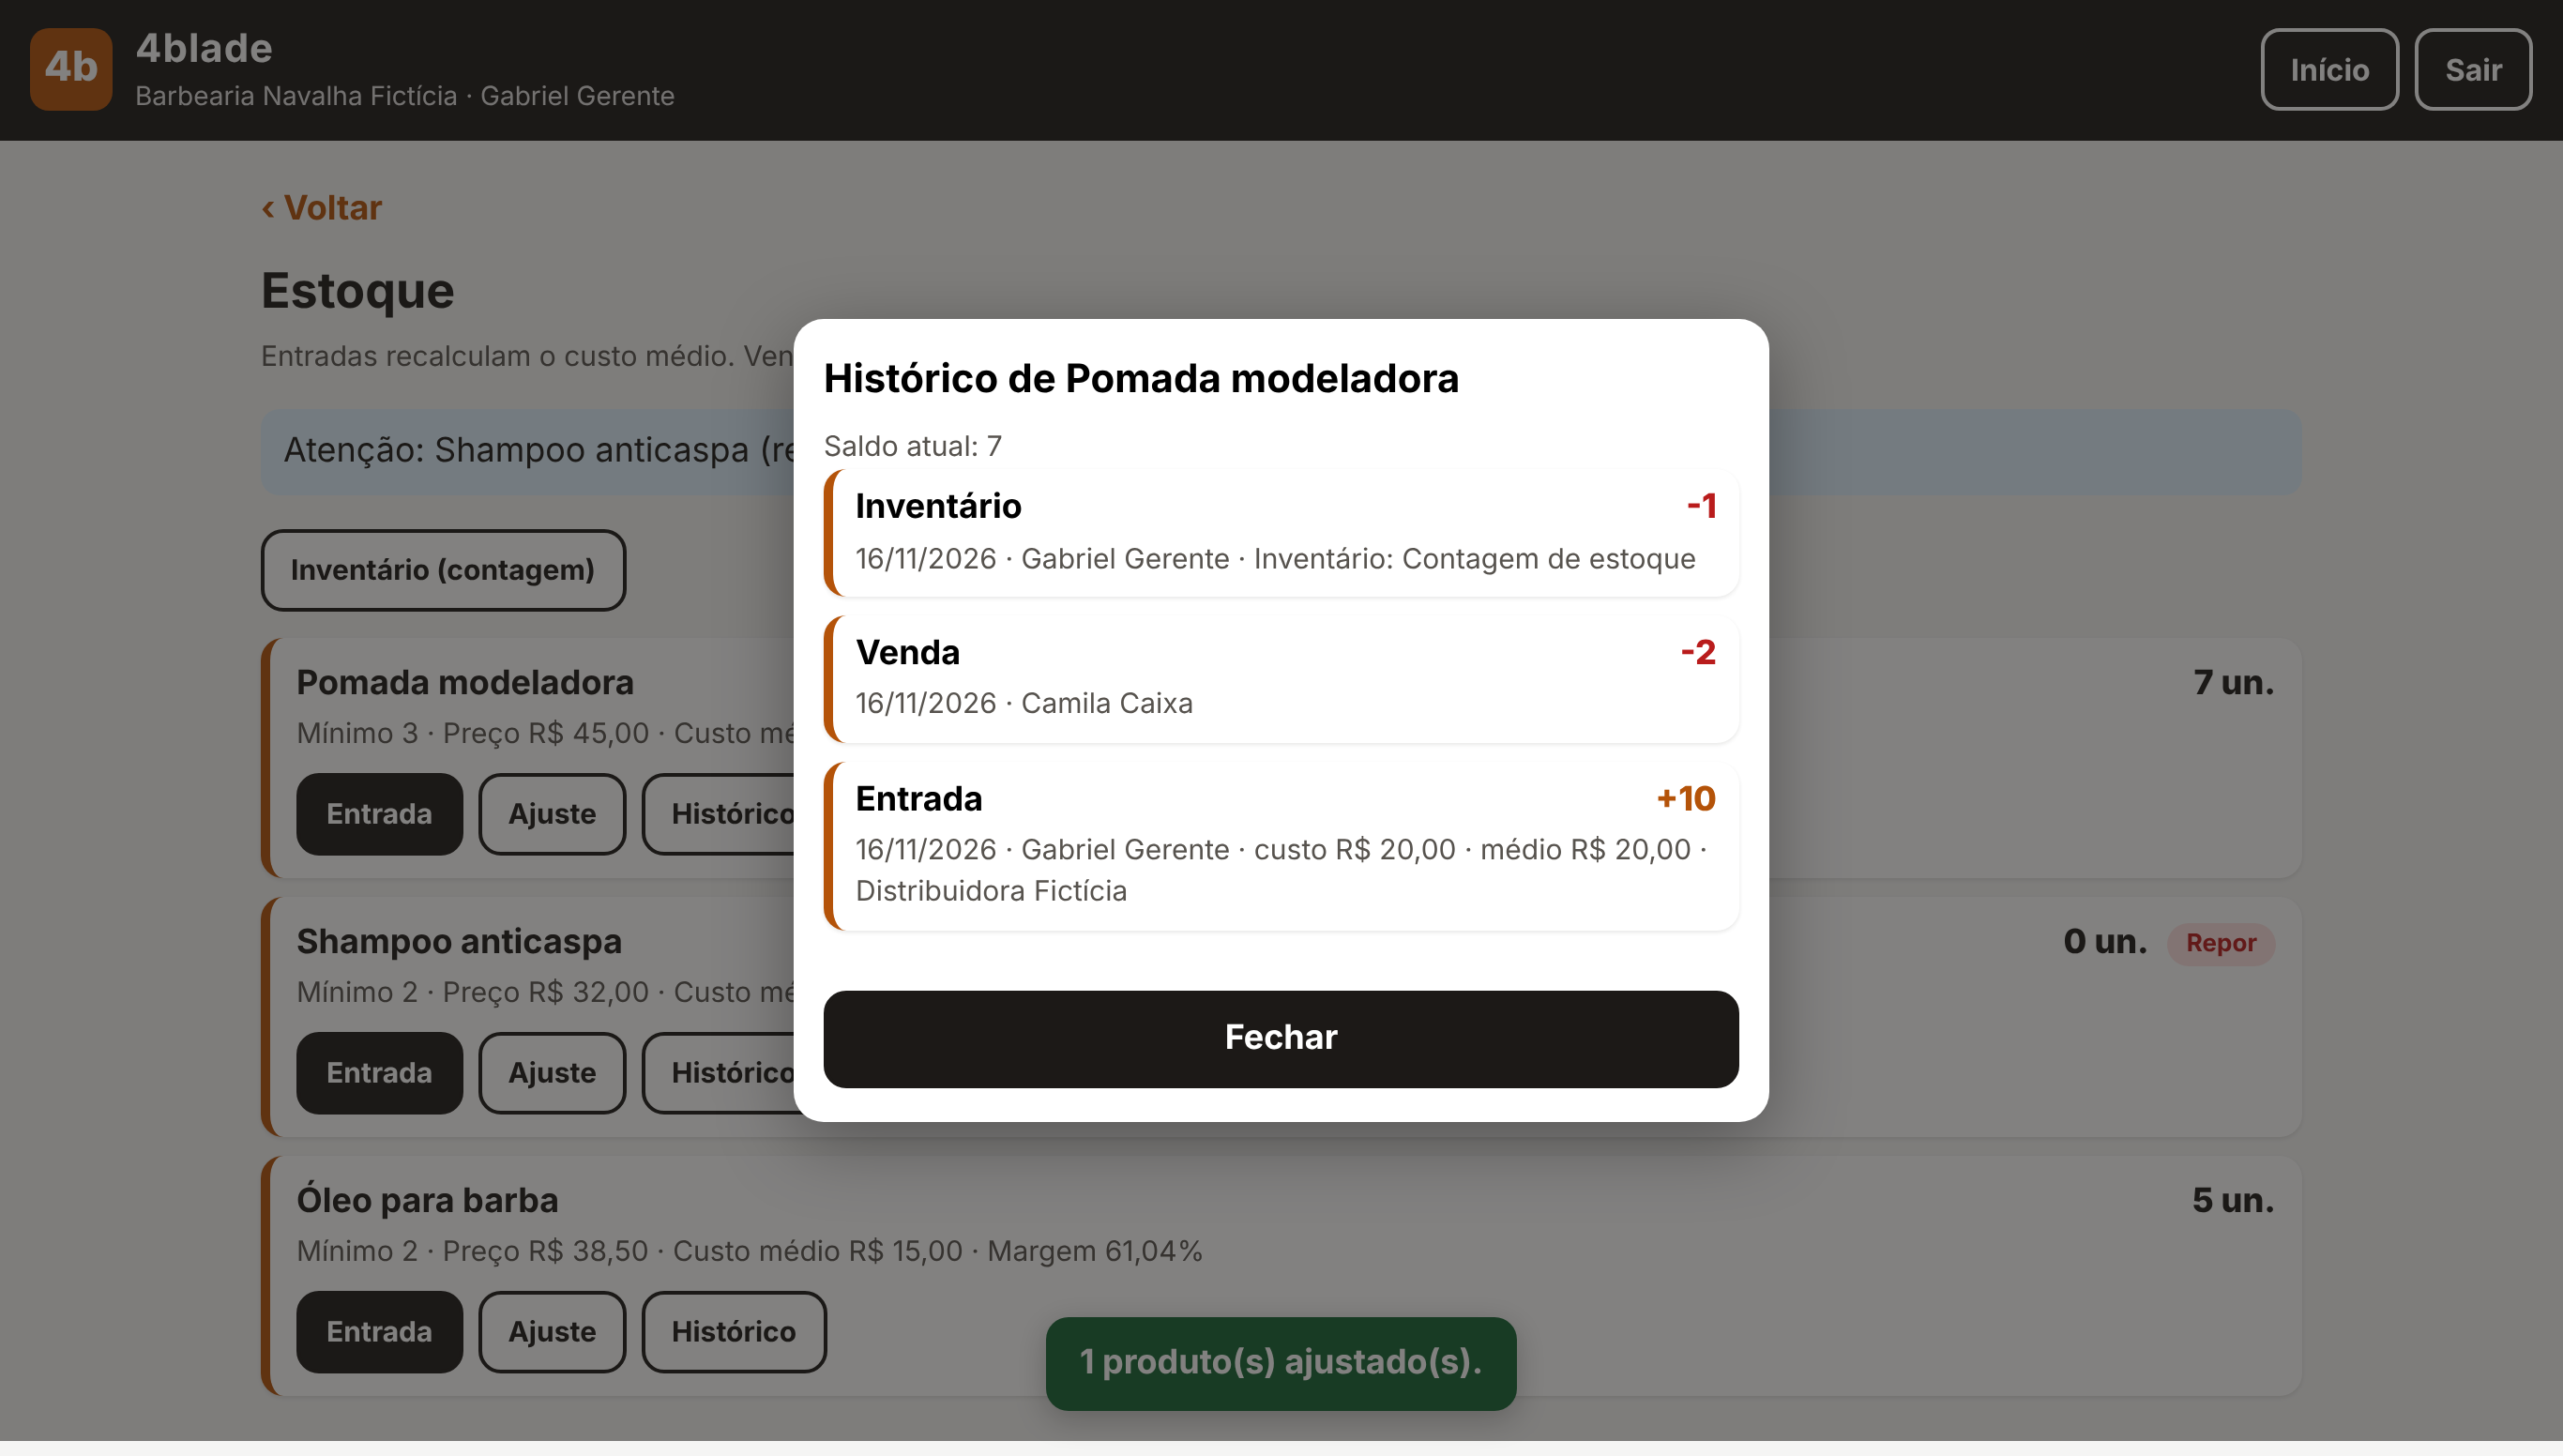 4b
4blade
Barbearia Navalha Fictícia · Gabriel Gerente
Início
Sair
‹ Voltar
Estoque
Entradas recalculam o custo médio.
Atenção: Shampoo anticaspa
Inventário (contagem)
Pomada modeladora
7 un.
Mínimo 3 · Preço R$ 45,00 · Custo
Entrada
Ajuste
Histórico
Shampoo anticaspa
0 un.
Repor
Mínimo 2 · Preço R$ 32,00 · Custo
Entrada
Ajuste
Histórico
Óleo para barba
5 un.
Mínimo 2 · Preço R$ 38,50 · Custo médio R$ 15,00 · Margem 61,04%
Entrada
Ajuste
Histórico
Histórico de Pomada modeladora
Saldo atual: 7
Inventário
-1
16/11/2026 · Gabriel Gerente · Inventário: Contagem de estoque
Venda
-2
16/11/2026 · Camila Caixa
Entrada
+10
16/11/2026 · Gabriel Gerente · custo R$ 20,00 · médio R$ 20,00 ·
Distribuidora Fictícia
Fechar
1 produto(s) ajustado(s).